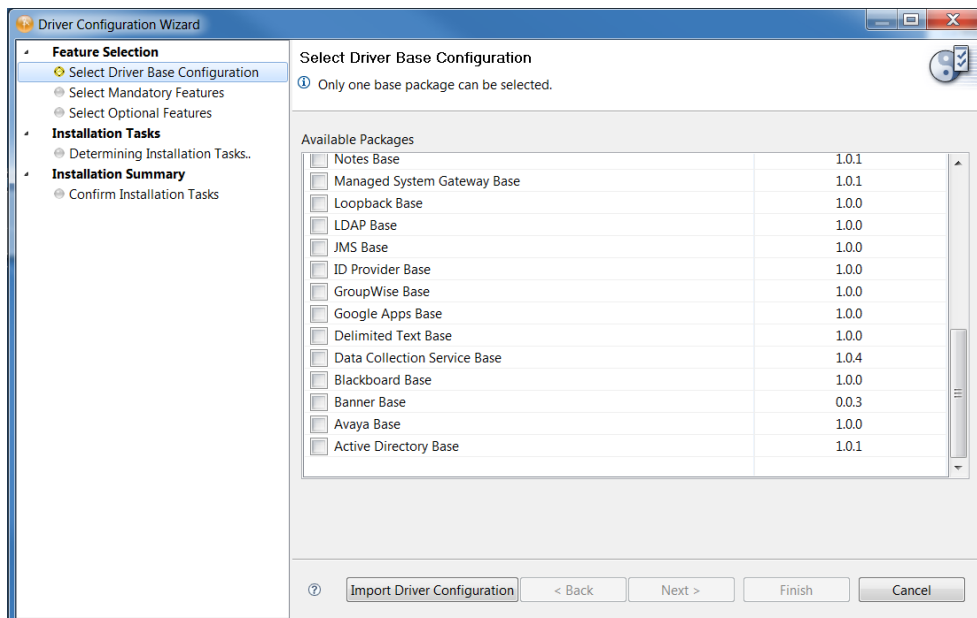 Driver Configuration Wizard
Feature Selection
Select Driver Base Configuration
Select Mandatory Features
Select Optional Features
Installation Tasks
Determining Installation Tasks..
Installation Summary
Confirm Installation Tasks
Select Driver Base Configuration
Only one base package can be selected.
Available Packages
Notes Base 1.0.1
Managed System Gateway Base 1.0.1
Loopback Base 1.0.0
LDAP Base 1.0.0
JMS Base 1.0.0
ID Provider Base 1.0.0
GroupWise Base 1.0.0
Google Apps Base 1.0.0
Delimited Text Base 1.0.0
Data Collection Service Base 1.0.4
Blackboard Base 1.0.0
Banner Base 0.0.3
Avaya Base 1.0.0
Active Directory Base 1.0.1
Import Driver Configuration < Back Next > Finish Cancel